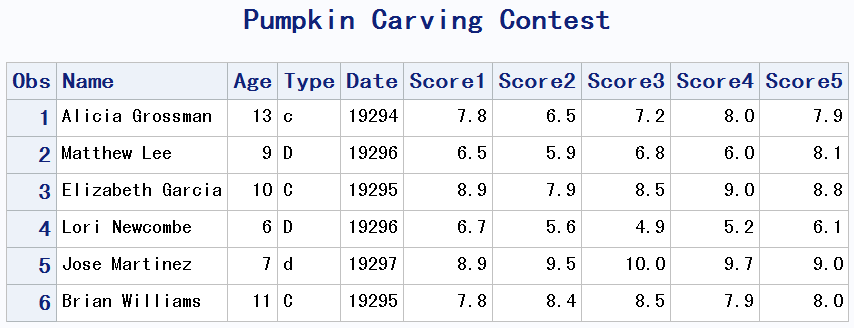 Pumpkin Carving Contest
Obs Name Age Type Date Score1 Score2 Score3 Score4 Score5
1 Alicia Grossman 13 c 19294 7.8 6.5 7.2 8.0 7.9
2 Matthew Lee 9 D 19296 6.5 5.9 6.8 6.0 8.1
3 Elizabeth Garcia 10 C 19295 8.9 7.9 8.5 9.0 8.8
4 Lori Newcombe 6 D 19296 6.7 5.6 4.9 5.2 6.1
5 Jose Martinez 7 d 19297 8.9 9.5 10.0 9.7 9.0
6 Brian Williams 11 C 19295 7.8 8.4 8.5 7.9 8.0